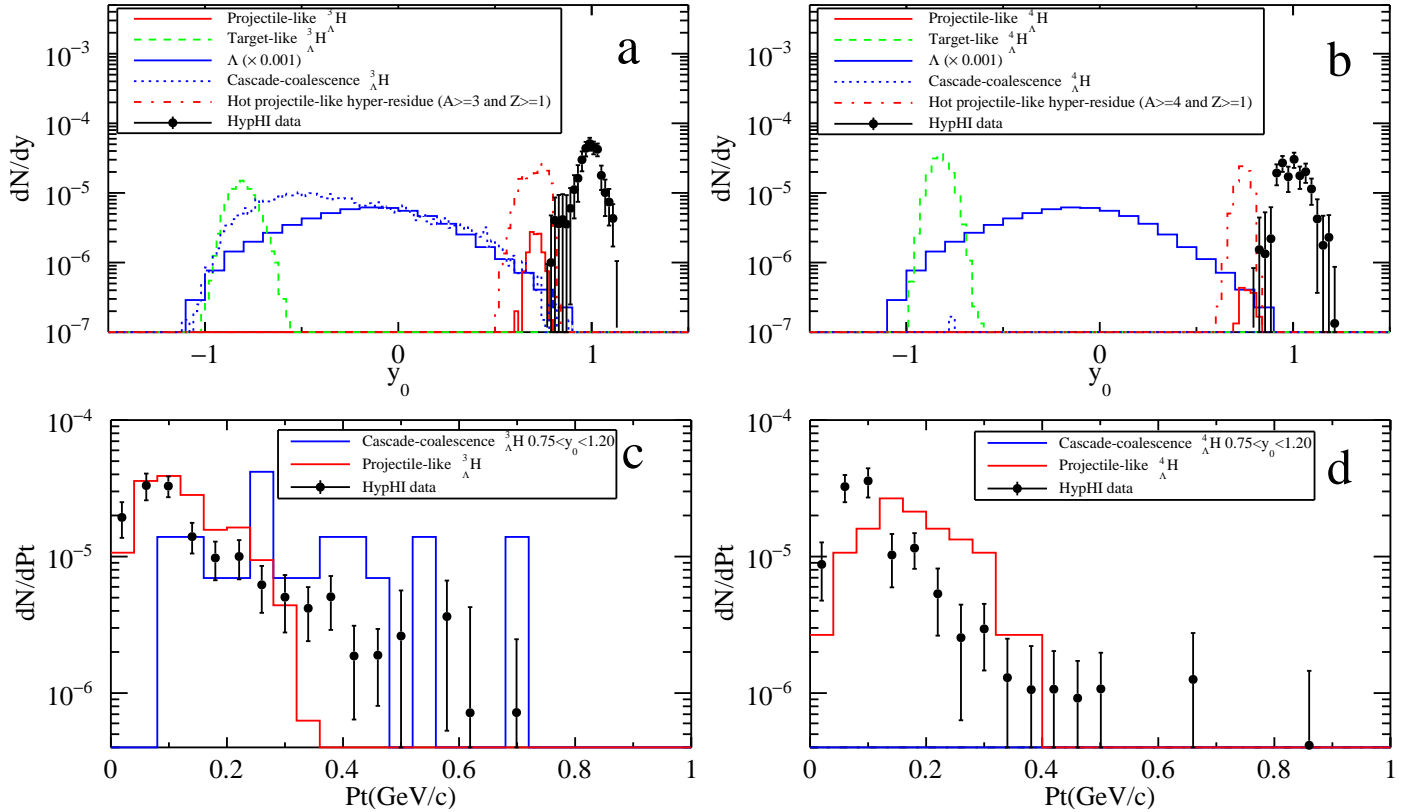 Projectile-like ³ΛH
Target-like ³ΛH
Λ (× 0.001)
Cascade-coalescence ³ΛH
Hot projectile-like hyper-residue (A>=3 and Z>=1)
HypHI data
a
dN/dy
10⁻³
10⁻⁴
10⁻⁵
10⁻⁶
10⁻⁷
−1 0 1
y₀
Projectile-like ⁴ΛH
Target-like ⁴ΛH
Λ (× 0.001)
Cascade-coalescence ⁴ΛH
Hot projectile-like hyper-residue (A>=4 and Z>=1)
HypHI data
b
dN/dy
10⁻³
10⁻⁴
10⁻⁵
10⁻⁶
10⁻⁷
−1 0 1
y₀
Cascade-coalescence ³ΛH 0.75<y₀<1.20
Projectile-like ³ΛH
HypHI data
c
dN/dPt
10⁻⁴
10⁻⁵
10⁻⁶
0 0.2 0.4 0.6 0.8 1
Pt(GeV/c)
Cascade-coalescence ⁴ΛH 0.75<y₀<1.20
Projectile-like ⁴ΛH
HypHI data
d
dN/dPt
10⁻⁴
10⁻⁵
10⁻⁶
0 0.2 0.4 0.6 0.8 1
Pt(GeV/c)